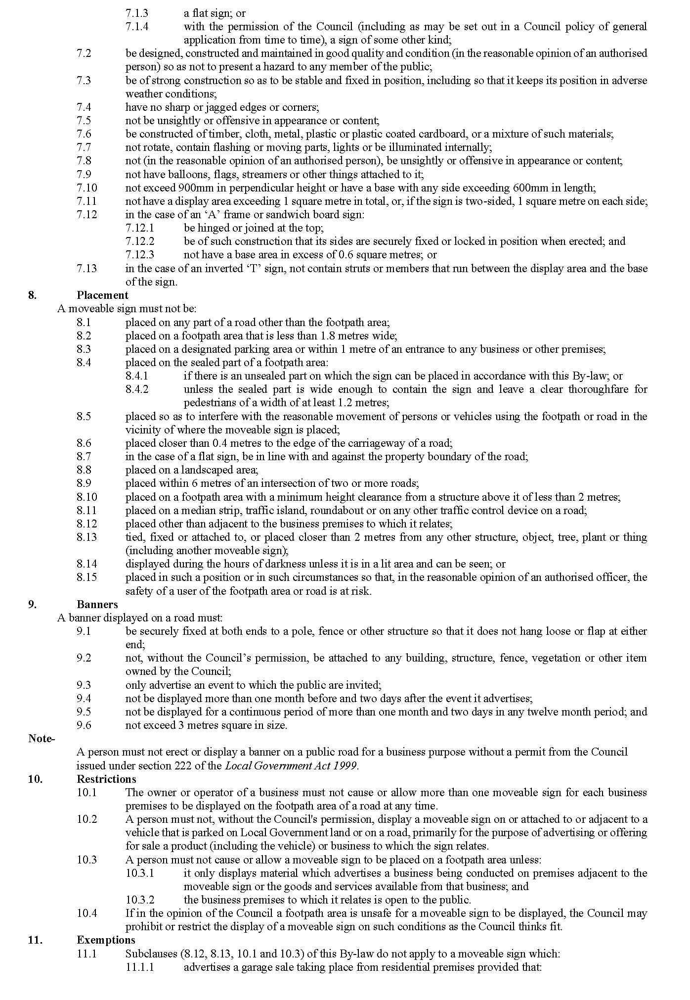 7.1.3 a flat sign; or
7.1.4 with the permission of the Council (including as may be set out in a Council policy of general
application from time to time), a sign of some other kind;
7.2 be designed, constructed and maintained in good quality and condition (in the reasonable opinion of an authorised
person) so as not to present a hazard to any member of the public;
7.3 be of strong construction so as to be stable and fixed in position, including so that it keeps its position in adverse
weather conditions;
7.4 have no sharp or jagged edges or corners;
7.5 not be unsightly or offensive in appearance or content;
7.6 be constructed of timber, cloth, metal, plastic or plastic coated cardboard, or a mixture of such materials;
7.7 not rotate, contain flashing or moving parts, lights or be illuminated internally;
7.8 not (in the reasonable opinion of an authorised person), be unsightly or offensive in appearance or content;
7.9 not have balloons, flags, streamers or other things attached to it;
7.10 not exceed 900mm in perpendicular height or have a base with any side exceeding 600mm in length;
7.11 not have a display area exceeding 1 square metre in total, or, if the sign is two-sided, 1 square metre on each side;
7.12 in the case of an ‘A’ frame or sandwich board sign:
7.12.1 be hinged or joined at the top;
7.12.2 be of such construction that its sides are securely fixed or locked in position when erected; and
7.12.3 not have a base area in excess of 0.6 square metres; or
7.13 in the case of an inverted ‘T’ sign, not contain struts or members that run between the display area and the base
of the sign.
8. Placement
A moveable sign must not be:
8.1 placed on any part of a road other than the footpath area;
8.2 placed on a footpath area that is less than 1.8 metres wide;
8.3 placed on a designated parking area or within 1 metre of an entrance to any business or other premises;
8.4 placed on the sealed part of a footpath area:
8.4.1 if there is an unsealed part on which the sign can be placed in accordance with this By-law; or
8.4.2 unless the sealed part is wide enough to contain the sign and leave a clear thoroughfare for
pedestrians of a width of at least 1.2 metres;
8.5 placed so as to interfere with the reasonable movement of persons or vehicles using the footpath or road in the
vicinity of where the moveable sign is placed;
8.6 placed closer than 0.4 metres to the edge of the carriageway of a road;
8.7 in the case of a flat sign, be in line with and against the property boundary of the road;
8.8 placed on a landscaped area;
8.9 placed within 6 metres of an intersection of two or more roads;
8.10 placed on a footpath area with a minimum height clearance from a structure above it of less than 2 metres;
8.11 placed on a median strip, traffic island, roundabout or on any other traffic control device on a road;
8.12 placed other than adjacent to the business premises to which it relates;
8.13 tied, fixed or attached to, or placed closer than 2 metres from any other structure, object, tree, plant or thing
(including another moveable sign);
8.14 displayed during the hours of darkness unless it is in a lit area and can be seen; or
8.15 placed in such a position or in such circumstances so that, in the reasonable opinion of an authorised officer, the
safety of a user of the footpath area or road is at risk.
9. Banners
A banner displayed on a road must:
9.1 be securely fixed at both ends to a pole, fence or other structure so that it does not hang loose or flap at either
end;
9.2 not, without the Council’s permission, be attached to any building, structure, fence, vegetation or other item
owned by the Council;
9.3 only advertise an event to which the public are invited;
9.4 not be displayed more than one month before and two days after the event it advertises;
9.5 not be displayed for a continuous period of more than one month and two days in any twelve month period; and
9.6 not exceed 3 metres square in size.
Note-
A person must not erect or display a banner on a public road for a business purpose without a permit from the Council
issued under section 222 of the Local Government Act 1999.
10. Restrictions
10.1 The owner or operator of a business must not cause or allow more than one moveable sign for each business
premises to be displayed on the footpath area of a road at any time.
10.2 A person must not, without the Council's permission, display a moveable sign on or attached to or adjacent to a
vehicle that is parked on Local Government land or on a road, primarily for the purpose of advertising or offering
for sale a product (including the vehicle) or business to which the sign relates.
10.3 A person must not cause or allow a moveable sign to be placed on a footpath area unless:
10.3.1 it only displays material which advertises a business being conducted on premises adjacent to the
moveable sign or the goods and services available from that business; and
10.3.2 the business premises to which it relates is open to the public.
10.4 If in the opinion of the Council a footpath area is unsafe for a moveable sign to be displayed, the Council may
prohibit or restrict the display of a moveable sign on such conditions as the Council thinks fit.
11. Exemptions
11.1 Subclauses (8.12, 8.13, 10.1 and 10.3) of this By-law do not apply to a moveable sign which:
11.1.1 advertises a garage sale taking place from residential premises provided that: